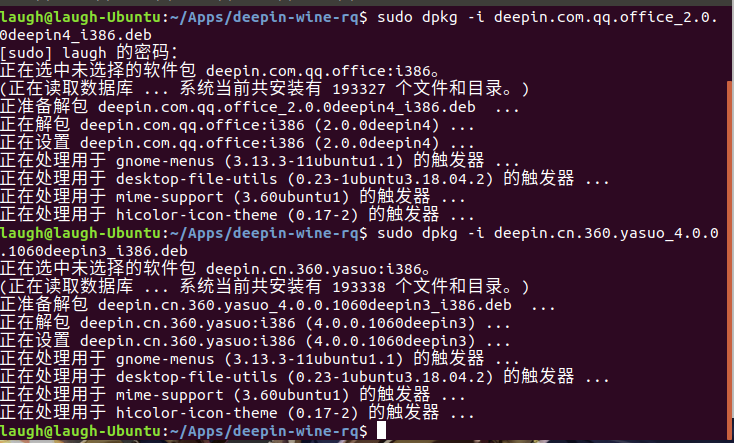 laugh@laugh-Ubuntu:~/Apps/deepin-wine-rq$ sudo dpkg -i deepin.com.qq.office_2.0.
0deepin4_i386.deb
[sudo] laugh 的密码：
正在选中未选择的软件包 deepin.com.qq.office:i386。
(正在读取数据库 ... 系统当前共安装有 193327 个文件和目录。)
正准备解包 deepin.com.qq.office_2.0.0deepin4_i386.deb  ...
正在解包 deepin.com.qq.office:i386 (2.0.0deepin4) ...
正在设置 deepin.com.qq.office:i386 (2.0.0deepin4) ...
正在处理用于 gnome-menus (3.13.3-11ubuntu1.1) 的触发器 ...
正在处理用于 desktop-file-utils (0.23-1ubuntu3.18.04.2) 的触发器 ...
正在处理用于 mime-support (3.60ubuntu1) 的触发器 ...
正在处理用于 hicolor-icon-theme (0.17-2) 的触发器 ...
laugh@laugh-Ubuntu:~/Apps/deepin-wine-rq$ sudo dpkg -i deepin.cn.360.yasuo_4.0.0
.1060deepin3_i386.deb
正在选中未选择的软件包 deepin.cn.360.yasuo:i386。
(正在读取数据库 ... 系统当前共安装有 193338 个文件和目录。)
正准备解包 deepin.cn.360.yasuo_4.0.0.1060deepin3_i386.deb  ...
正在解包 deepin.cn.360.yasuo:i386 (4.0.0.1060deepin3) ...
正在设置 deepin.cn.360.yasuo:i386 (4.0.0.1060deepin3) ...
正在处理用于 gnome-menus (3.13.3-11ubuntu1.1) 的触发器 ...
正在处理用于 desktop-file-utils (0.23-1ubuntu3.18.04.2) 的触发器 ...
正在处理用于 mime-support (3.60ubuntu1) 的触发器 ...
正在处理用于 hicolor-icon-theme (0.17-2) 的触发器 ...
laugh@laugh-Ubuntu:~/Apps/deepin-wine-rq$